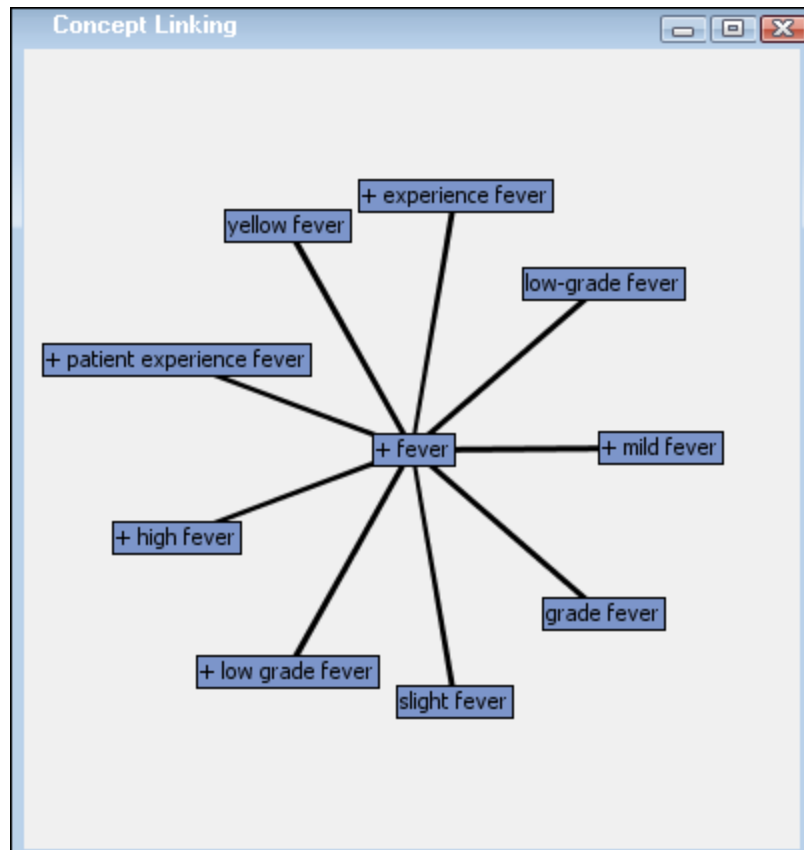 Concept Linking
+ experience fever
yellow fever
low-grade fever
+ patient experience fever
+ fever
+ mild fever
+ high fever
grade fever
+ low grade fever
slight fever